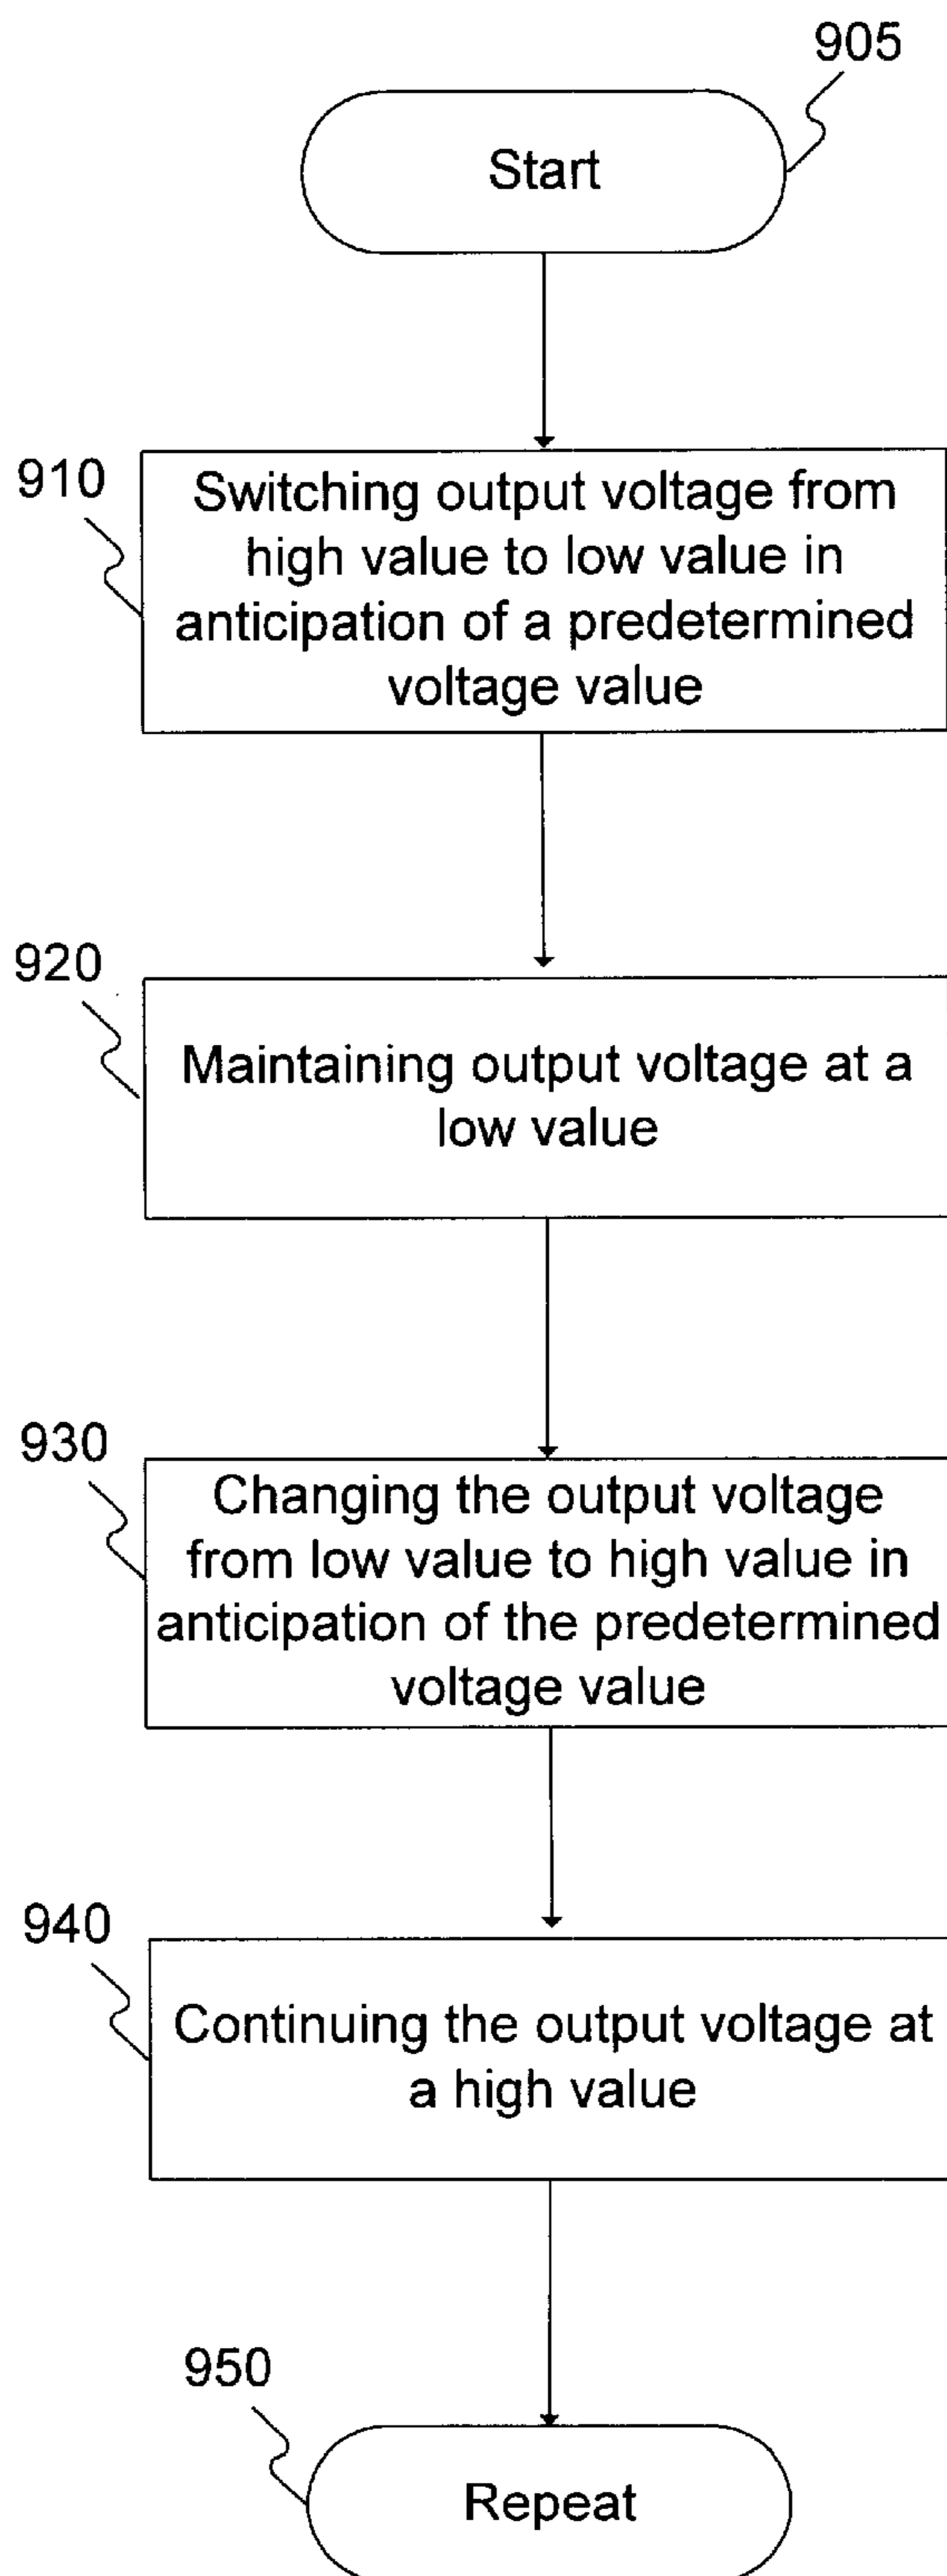 905
Start
910
Switching output voltage from
high value to low value in
anticipation of a predetermined
voltage value
920
Maintaining output voltage at a
low value
930
Changing the output voltage
from low value to high value in
anticipation of the predetermined
voltage value
940
Continuing the output voltage at
a high value
950
Repeat